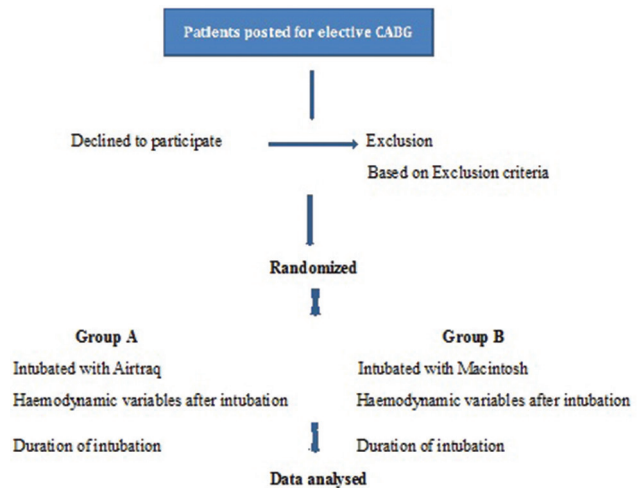 Patients posted for elective CABG
Declined to participate
Exclusion
Based on Exclusion criteria
Randomized
Group A
Intubated with Airtraq
Haemodynamic variables after intubation
Duration of intubation
Group B
Intubated with Macintosh
Haemodynamic variables after intubation
Duration of intubation
Data analysed